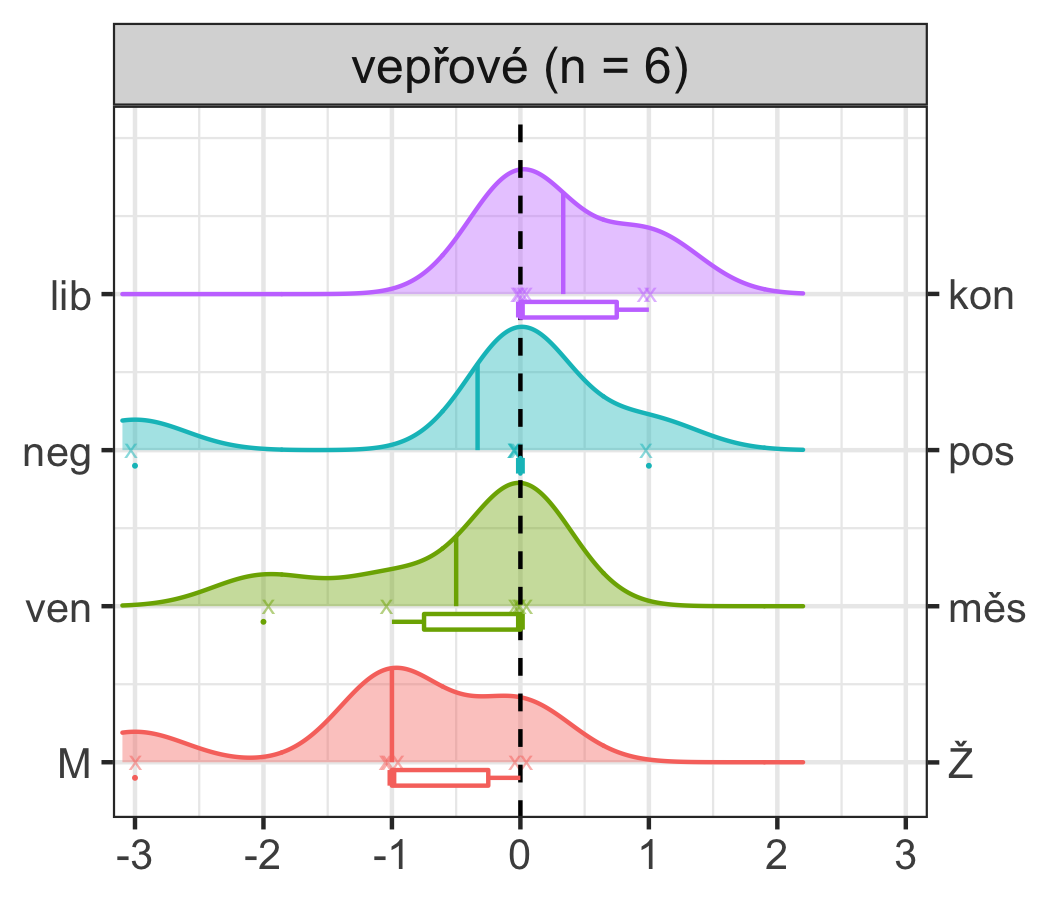 vepřové (n = 6)
lib kon
neg pos
ven měs
M Ž
-3 -2 -1 0 1 2 3